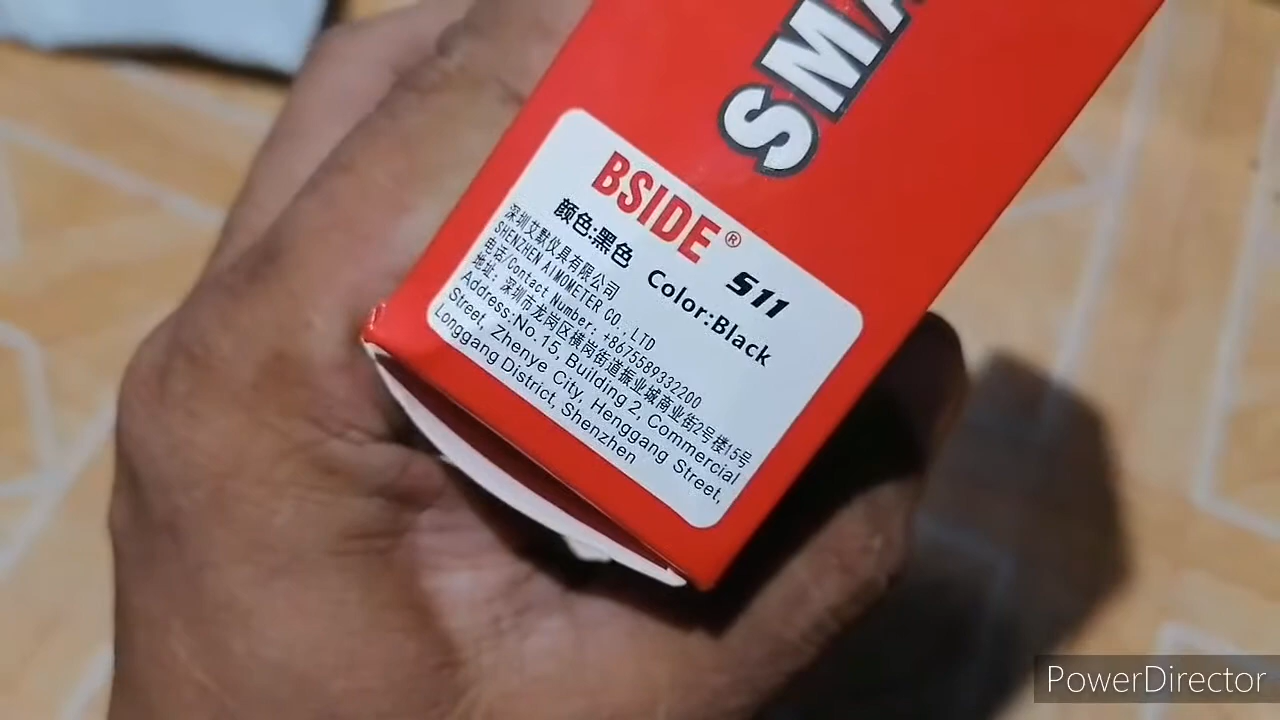 SMA
BSIDE® S11
颜色:黑色 Color:Black
深圳艾默仪具有限公司
SHENZHEN AIMOMETER CO., LTD
电话/Contact Number: +8675589332200
地址: 深圳市龙岗区横岗街道振业城商业街2号楼15号
Address:No.15, Building 2, Commercial
Street, Zhenye City, Henggang Street,
Longgang District, Shenzhen
PowerDirector